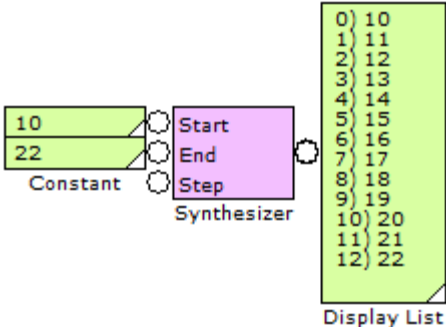 10
22
Constant
Start
End
Step
Synthesizer
0) 10
1) 11
2) 12
3) 13
4) 14
5) 15
6) 16
7) 17
8) 18
9) 19
10) 20
11) 21
12) 22
Display List